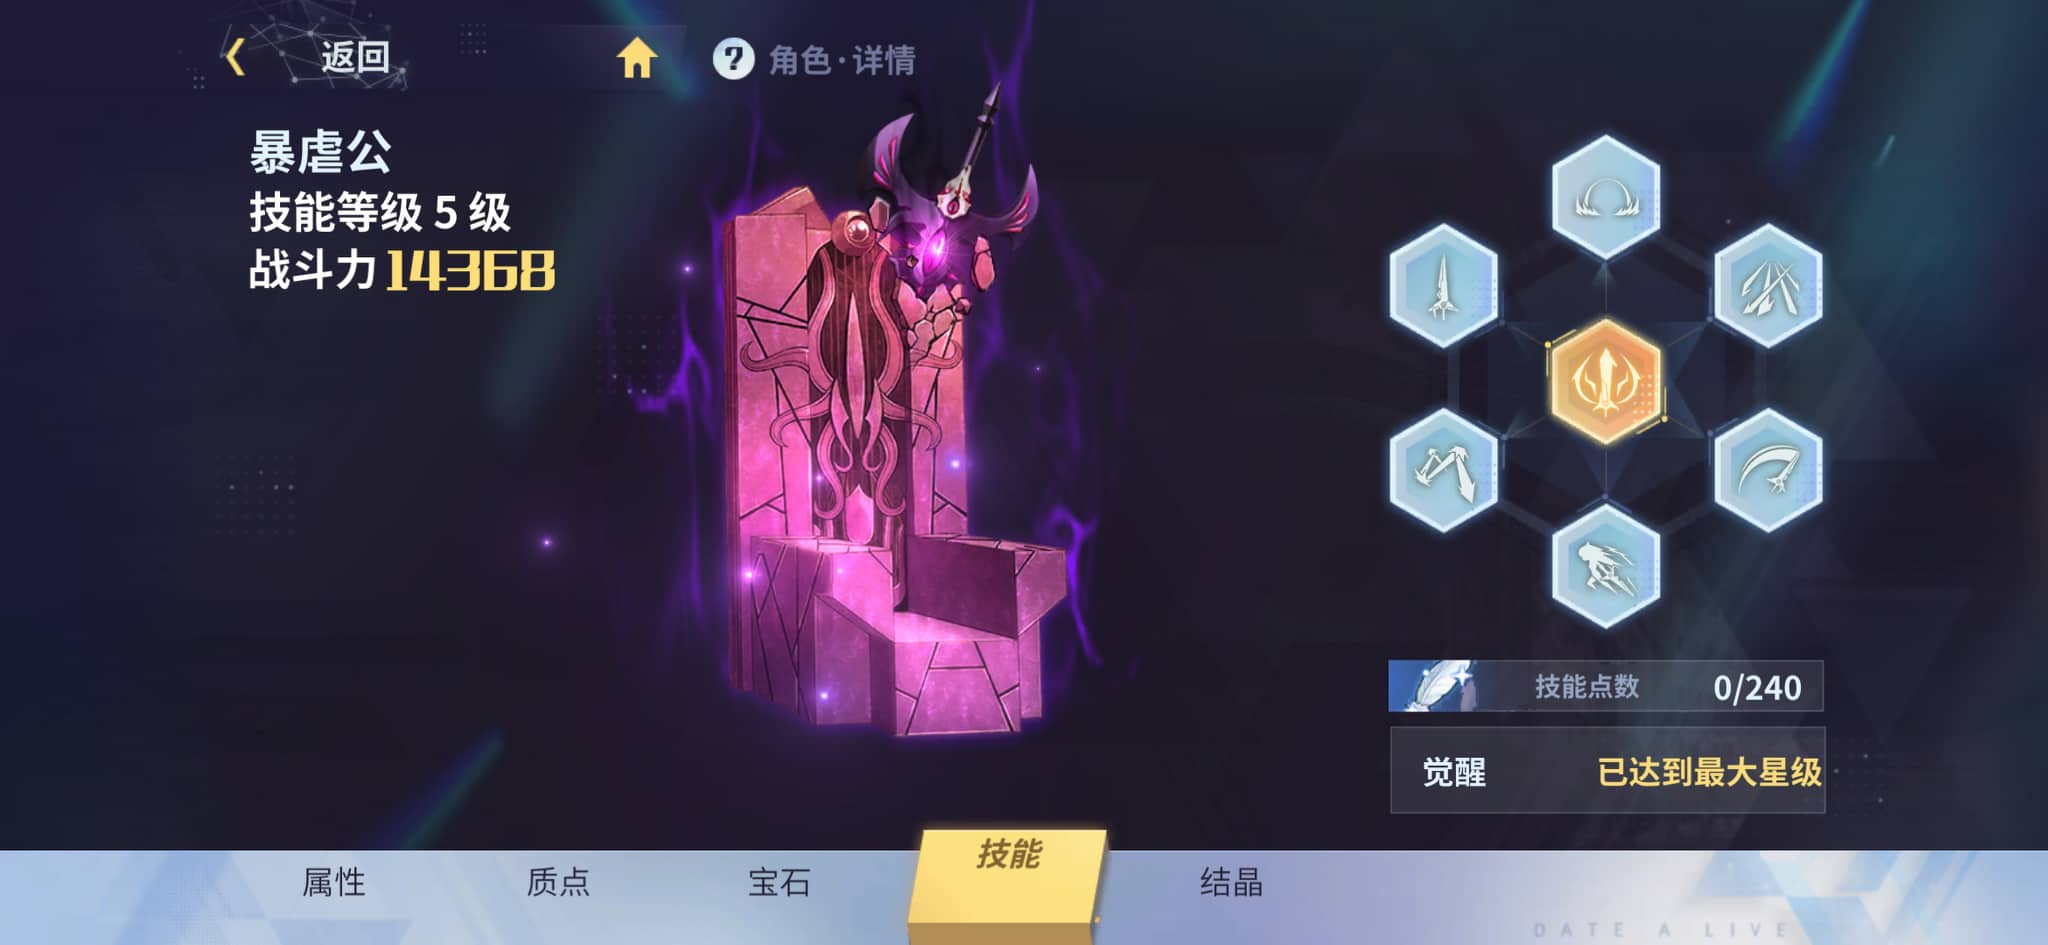 返回
角色·详情
暴虐公
技能等级 5 级
战斗力 14368
技能点数 0/240
觉醒 已达到最大星级
属性
质点
宝石
技能
结晶
DATE A LIVE